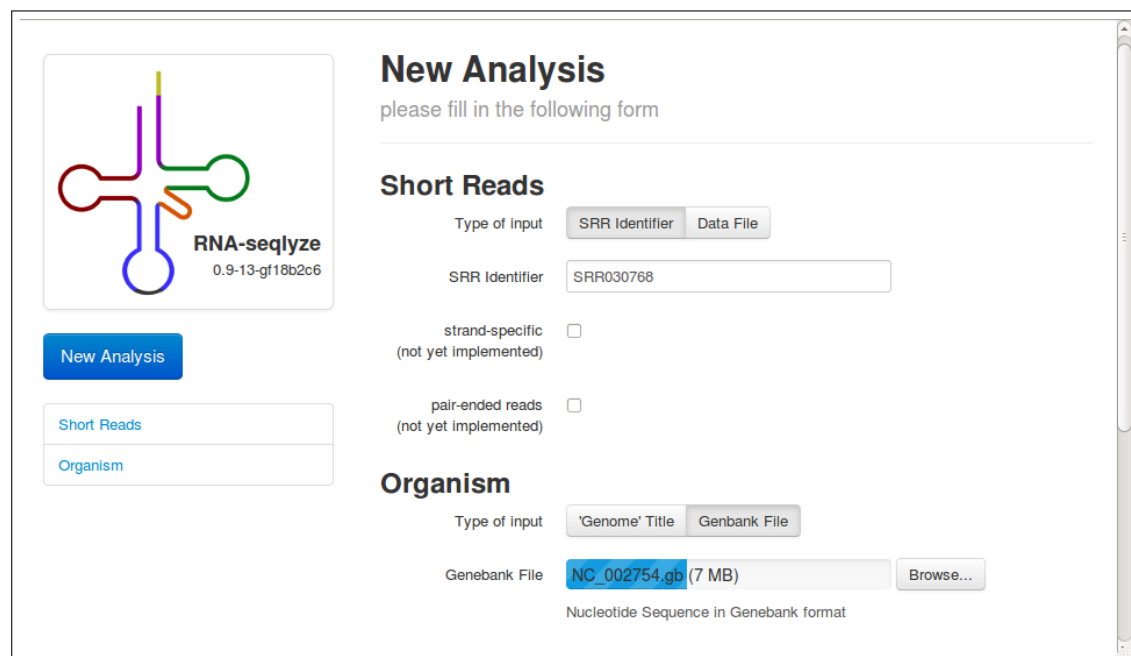 RNA-seqlyze
0.9-13-gf18b2c6
New Analysis
Short Reads
Organism
New Analysis
please fill in the following form
Short Reads
Type of input
SRR Identifier
Data File
SRR Identifier
SRR030768
strand-specific
(not yet implemented)
pair-ended reads
(not yet implemented)
Organism
Type of input
'Genome' Title
Genbank File
Genebank File
NC_002754.gb (7 MB)
Browse...
Nucleotide Sequence in Genebank format